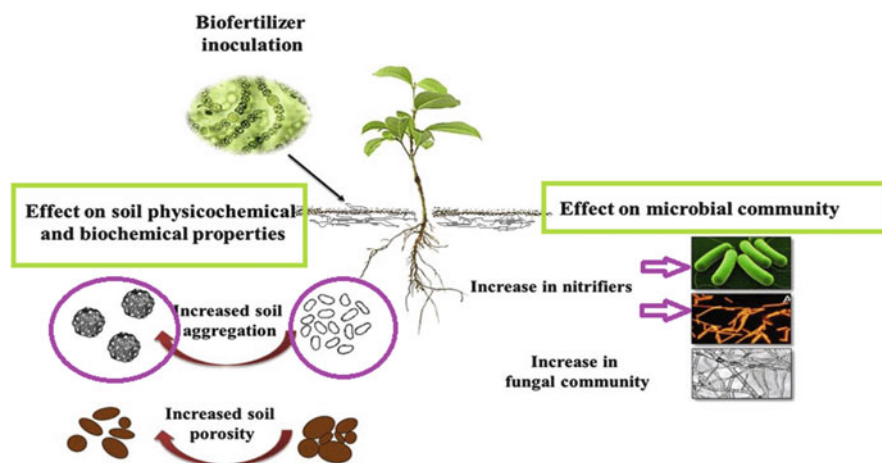 Biofertilizer
inoculation
Effect on soil physicochemical
and biochemical properties
Effect on microbial community
Increased soil
aggregation
Increase in nitrifiers
A
Increase in
fungal community
Increased soil
porosity